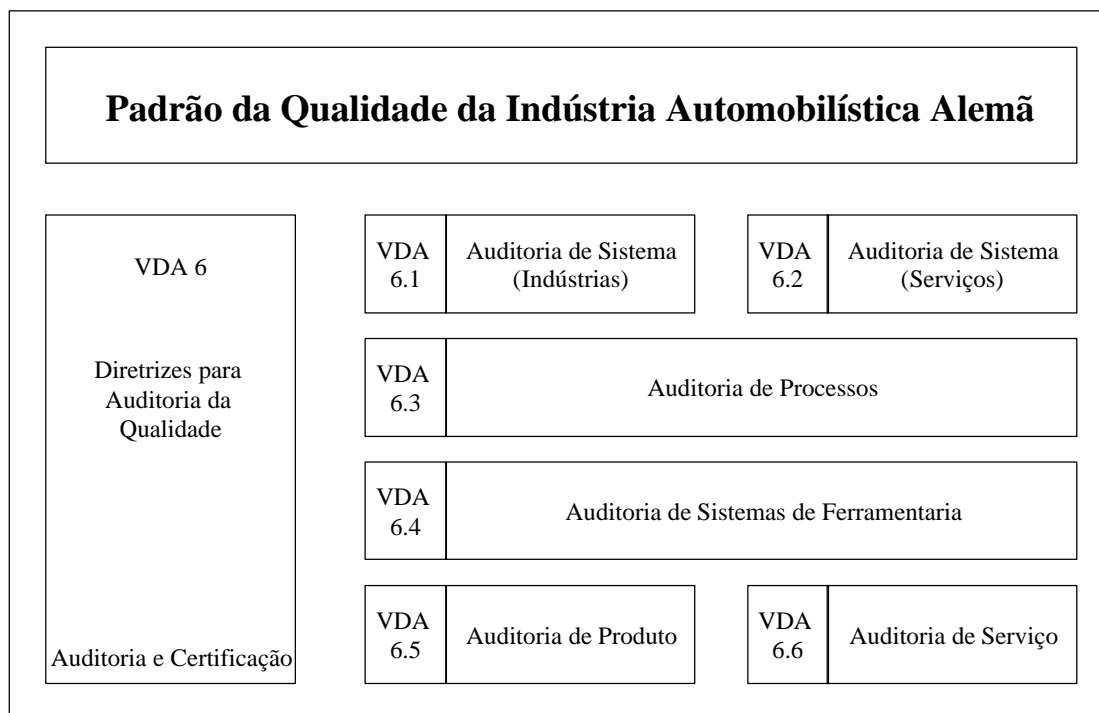 Padrão da Qualidade da Indústria Automobilística Alemã
VDA 6
Diretrizes para
Auditoria da
Qualidade
Auditoria e Certificação
VDA
6.1
Auditoria de Sistema
(Indústrias)
VDA
6.2
Auditoria de Sistema
(Serviços)
VDA
6.3
Auditoria de Processos
VDA
6.4
Auditoria de Sistemas de Ferramentaria
VDA
6.5
Auditoria de Produto
VDA
6.6
Auditoria de Serviço